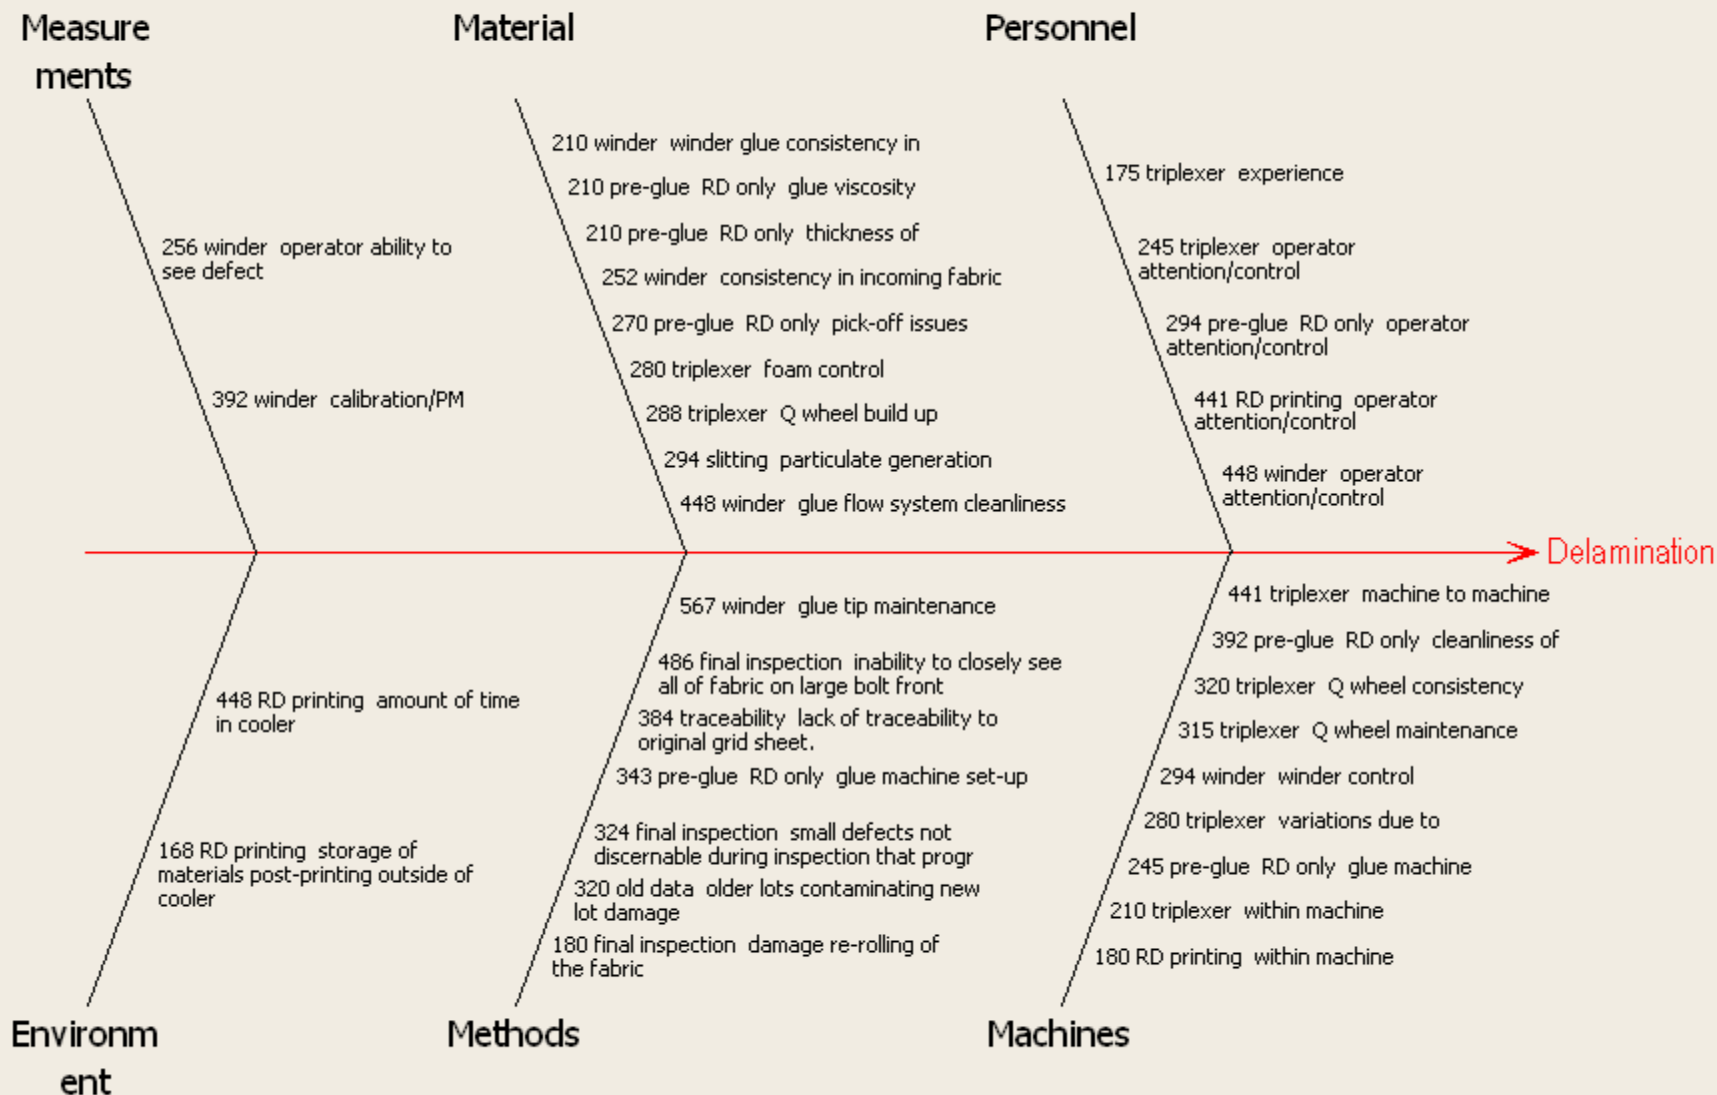 Measure
ments
Material
Personnel
256 winder  operator ability to
see defect
392 winder  calibration/PM
210 winder  winder glue consistency in
210 pre-glue  RD only  glue viscosity
210 pre-glue  RD only  thickness of
252 winder  consistency in incoming fabric
270 pre-glue  RD only  pick-off issues
280 triplexer  foam control
288 triplexer  Q wheel build up
294 slitting  particulate generation
448 winder  glue flow system cleanliness
175 triplexer  experience
245 triplexer  operator
attention/control
294 pre-glue  RD only  operator
attention/control
441 RD printing  operator
attention/control
448 winder  operator
attention/control
Delamination
448 RD printing  amount of time
in cooler
168 RD printing  storage of
materials post-printing outside of
cooler
567 winder  glue tip maintenance
486 final inspection  inability to closely see
all of fabric on large bolt front
384 traceability  lack of traceability to
original grid sheet.
343 pre-glue  RD only  glue machine set-up
324 final inspection  small defects not
discernable during inspection that progr
320 old data  older lots contaminating new
lot damage
180 final inspection  damage re-rolling of
the fabric
441 triplexer  machine to machine
392 pre-glue  RD only  cleanliness of
320 triplexer  Q wheel consistency
315 triplexer  Q wheel maintenance
294 winder  winder control
280 triplexer  variations due to
245 pre-glue  RD only  glue machine
210 triplexer  within machine
180 RD printing  within machine
Environm
ent
Methods
Machines